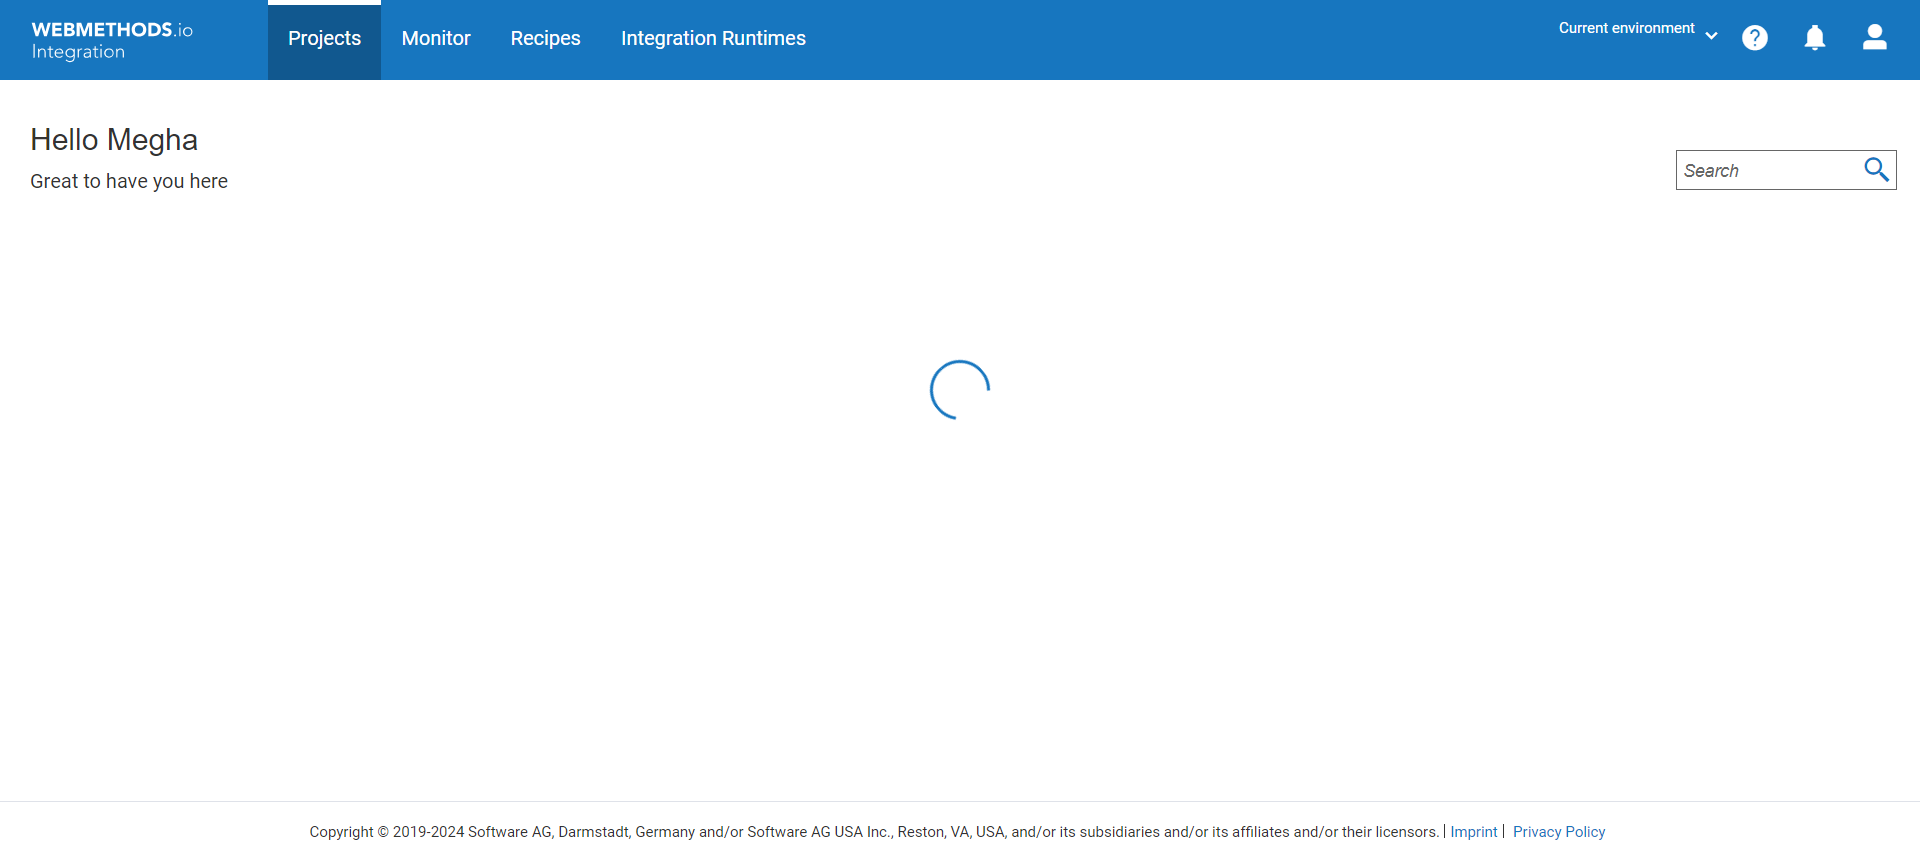 WEBMETHODS.io
Integration
Projects
Monitor
Recipes
Integration Runtimes
Current environment
?
Hello Megha
Great to have you here
Search
Copyright © 2019-2024 Software AG, Darmstadt, Germany and/or Software AG USA Inc., Reston, VA, USA, and/or its subsidiaries and/or its affiliates and/or their licensors. | Imprint | Privacy Policy